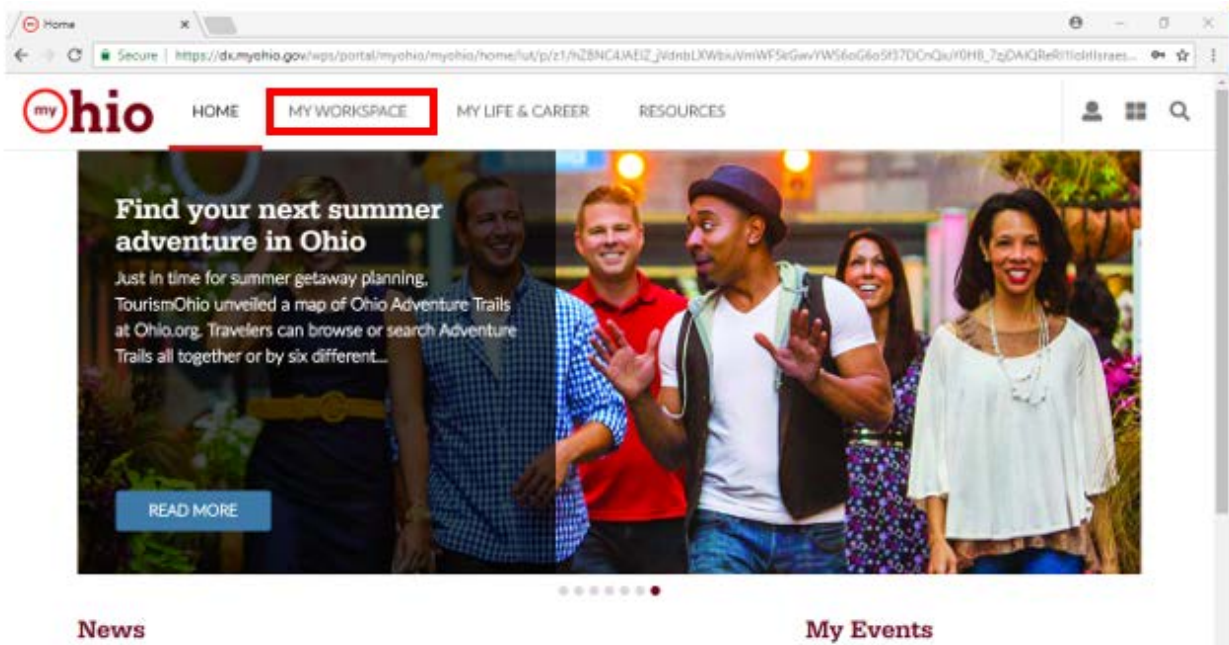 Home
Secure | https://dx.myohio.gov/wps/portal/myohio/myohio/home/
my Ohio HOME MY WORKSPACE MY LIFE & CAREER RESOURCES
Find your next summer
adventure in Ohio
Just in time for summer getaway planning,
TourismOhio unveiled a map of Ohio Adventure Trails
at Ohio.org. Travelers can browse or search Adventure
Trails all together or by six different...
READ MORE
News My Events